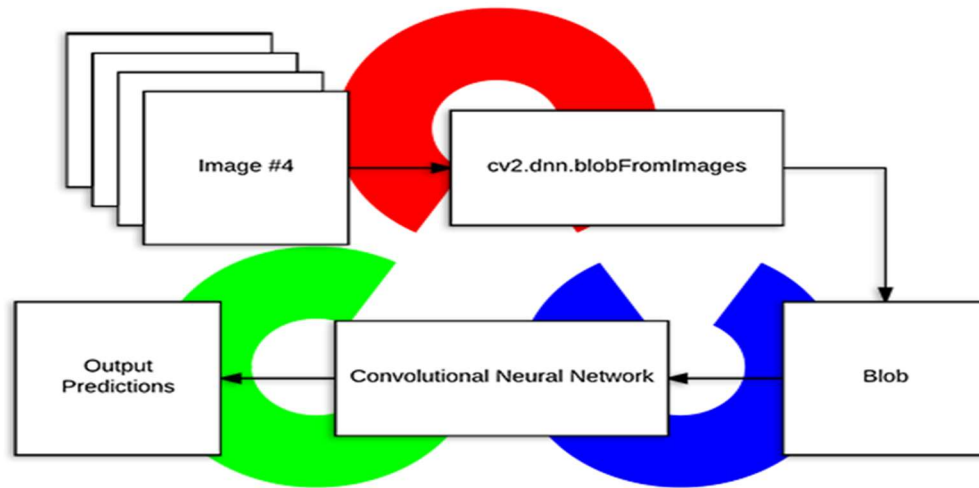 Image #4
cv2.dnn.blobFromImages
Blob
Convolutional Neural Network
Output
Predictions